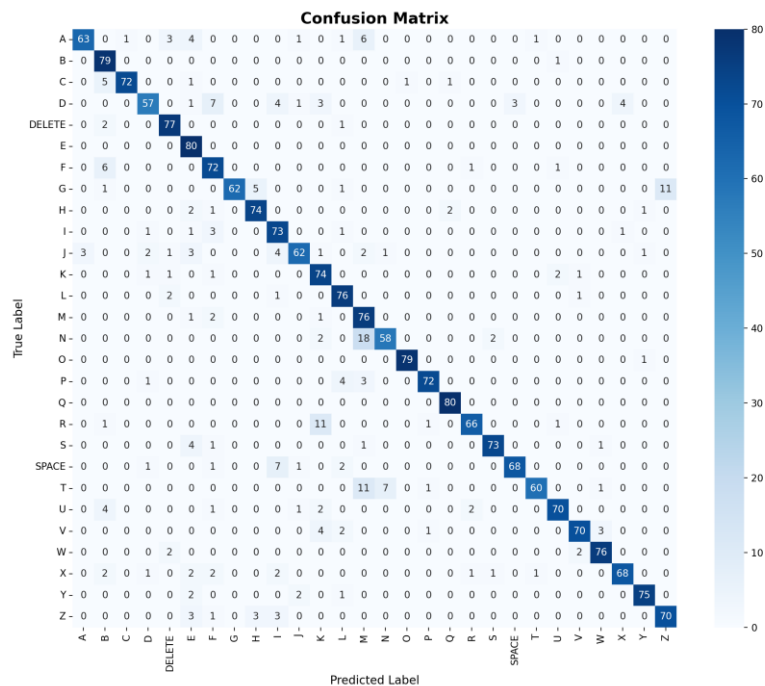 Confusion Matrix
A 63 0 1 0 3 4 0 0 0 0 1 0 1 6 0 0 0 0 0 0 0 1 0 0 0 0 0 0
B 0 79 0 0 0 0 0 0 0 0 0 0 0 0 0 0 0 0 0 0 0 0 1 0 0 0 0 0
C 0 5 72 0 0 1 0 0 0 0 0 0 0 0 0 1 0 1 0 0 0 0 0 0 0 0 0 0
D 0 0 0 57 0 1 7 0 0 4 1 3 0 0 0 0 0 0 0 0 3 0 0 0 0 4 0 0
DELETE 0 2 0 0 77 0 0 0 0 0 0 0 1 0 0 0 0 0 0 0 0 0 0 0 0 0 0 0
E 0 0 0 0 0 80 0 0 0 0 0 0 0 0 0 0 0 0 0 0 0 0 0 0 0 0 0 0
F 0 6 0 0 0 0 72 0 0 0 0 0 0 0 0 0 0 0 1 0 0 0 1 0 0 0 0 0
G 0 1 0 0 0 0 0 62 5 0 0 0 1 0 0 0 0 0 0 0 0 0 0 0 0 0 0 11
H 0 0 0 0 0 2 1 0 74 0 0 0 0 0 0 0 0 2 0 0 0 0 0 0 0 0 1 0
I 0 0 0 1 0 1 3 0 0 73 0 0 1 0 0 0 0 0 0 0 0 0 0 0 0 1 0 0
J 3 0 0 2 1 3 0 0 0 4 62 1 0 2 1 0 0 0 0 0 0 0 0 0 0 0 1 0
K 0 0 0 1 1 0 1 0 0 0 0 74 0 0 0 0 0 0 0 0 0 0 2 1 0 0 0 0
L 0 0 0 0 2 0 0 0 0 1 0 0 76 0 0 0 0 0 0 0 0 0 0 1 0 0 0 0
M 0 0 0 0 0 1 2 0 0 0 0 1 0 76 0 0 0 0 0 0 0 0 0 0 0 0 0 0
N 0 0 0 0 0 0 0 0 0 0 0 2 0 18 58 0 0 0 0 2 0 0 0 0 0 0 0 0
O 0 0 0 0 0 0 0 0 0 0 0 0 0 0 0 79 0 0 0 0 0 0 0 0 0 0 1 0
P 0 0 0 1 0 0 0 0 0 0 0 0 4 3 0 0 72 0 0 0 0 0 0 0 0 0 0 0
Q 0 0 0 0 0 0 0 0 0 0 0 0 0 0 0 0 0 80 0 0 0 0 0 0 0 0 0 0
R 0 1 0 0 0 0 0 0 0 0 0 11 0 0 0 0 1 0 66 0 0 0 1 0 0 0 0 0
S 0 0 0 0 0 4 1 0 0 0 0 0 0 1 0 0 0 0 0 73 0 0 0 0 1 0 0 0
SPACE 0 0 0 1 0 0 1 0 0 7 1 0 2 0 0 0 0 0 0 0 68 0 0 0 0 0 0 0
T 0 0 0 0 0 0 0 0 0 0 0 0 0 11 7 0 1 0 0 0 0 60 0 0 1 0 0 0
U 0 4 0 0 0 0 1 0 0 0 1 2 0 0 0 0 0 0 2 0 0 0 70 0 0 0 0 0
V 0 0 0 0 0 0 0 0 0 0 0 4 2 0 0 0 1 0 0 0 0 0 0 70 3 0 0 0
W 0 0 0 0 2 0 0 0 0 0 0 0 0 0 0 0 0 0 0 0 0 0 0 2 76 0 0 0
X 0 2 0 1 0 2 2 0 0 2 0 0 0 0 0 0 0 0 1 1 0 1 0 0 0 68 0 0
Y 0 0 0 0 0 2 0 0 0 0 2 0 1 0 0 0 0 0 0 0 0 0 0 0 0 0 75 0
Z 0 0 0 0 0 3 1 0 3 3 0 0 0 0 0 0 0 0 0 0 0 0 0 0 0 0 0 70
A B C D DELETE E F G H I J K L M N O P Q R S SPACE T U V W X Y Z
Predicted Label
True Label
80
70
60
50
40
30
20
10
0